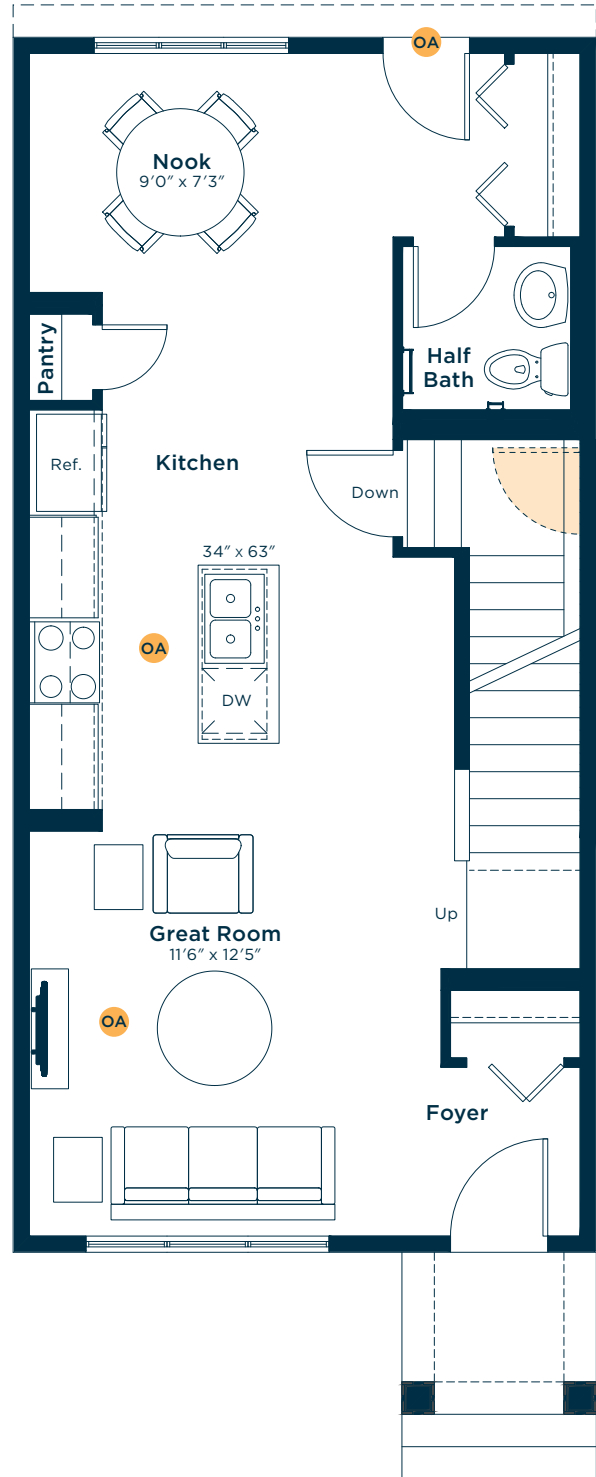 OA
Nook
9'0" x 7'3"
Pantry
Half
Bath
Ref.
Kitchen
Down
34" x 63"
OA
DW
Up
Great Room
11'6" x 12'5"
OA
Foyer